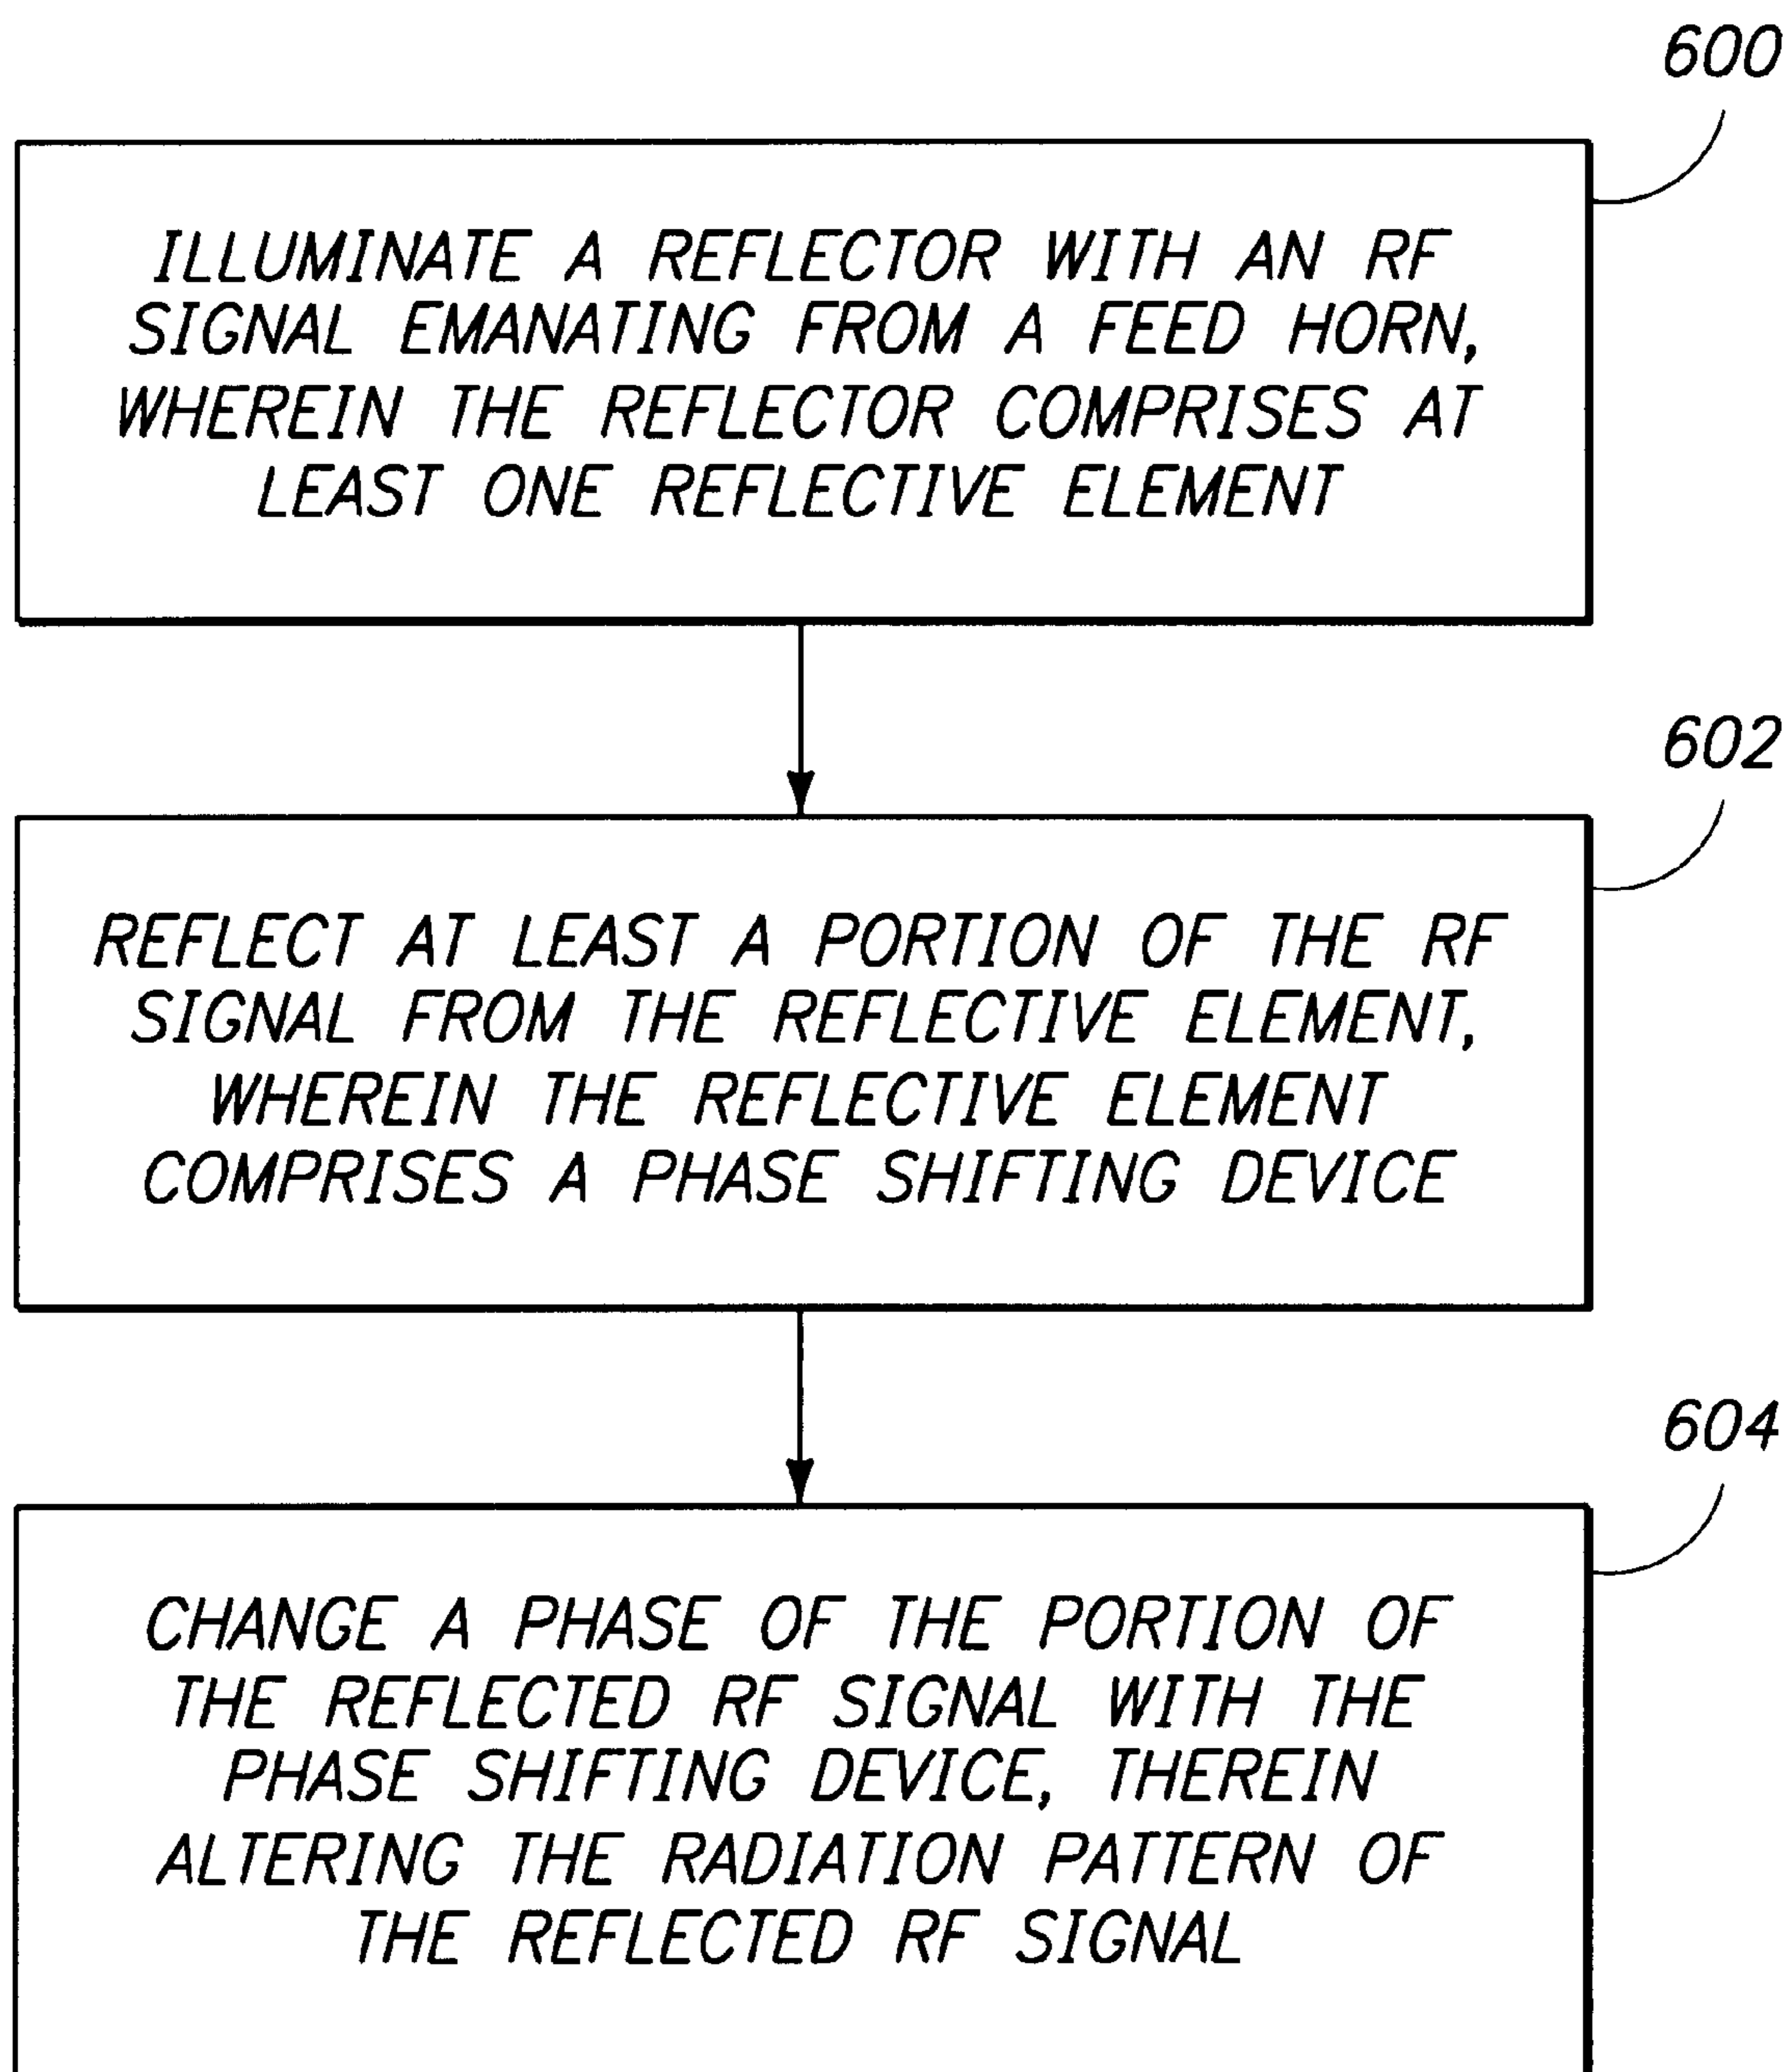 600
ILLUMINATE A REFLECTOR WITH AN RF
SIGNAL EMANATING FROM A FEED HORN,
WHEREIN THE REFLECTOR COMPRISES AT
LEAST ONE REFLECTIVE ELEMENT
602
REFLECT AT LEAST A PORTION OF THE RF
SIGNAL FROM THE REFLECTIVE ELEMENT,
WHEREIN THE REFLECTIVE ELEMENT
COMPRISES A PHASE SHIFTING DEVICE
604
CHANGE A PHASE OF THE PORTION OF
THE REFLECTED RF SIGNAL WITH THE
PHASE SHIFTING DEVICE, THEREIN
ALTERING THE RADIATION PATTERN OF
THE REFLECTED RF SIGNAL